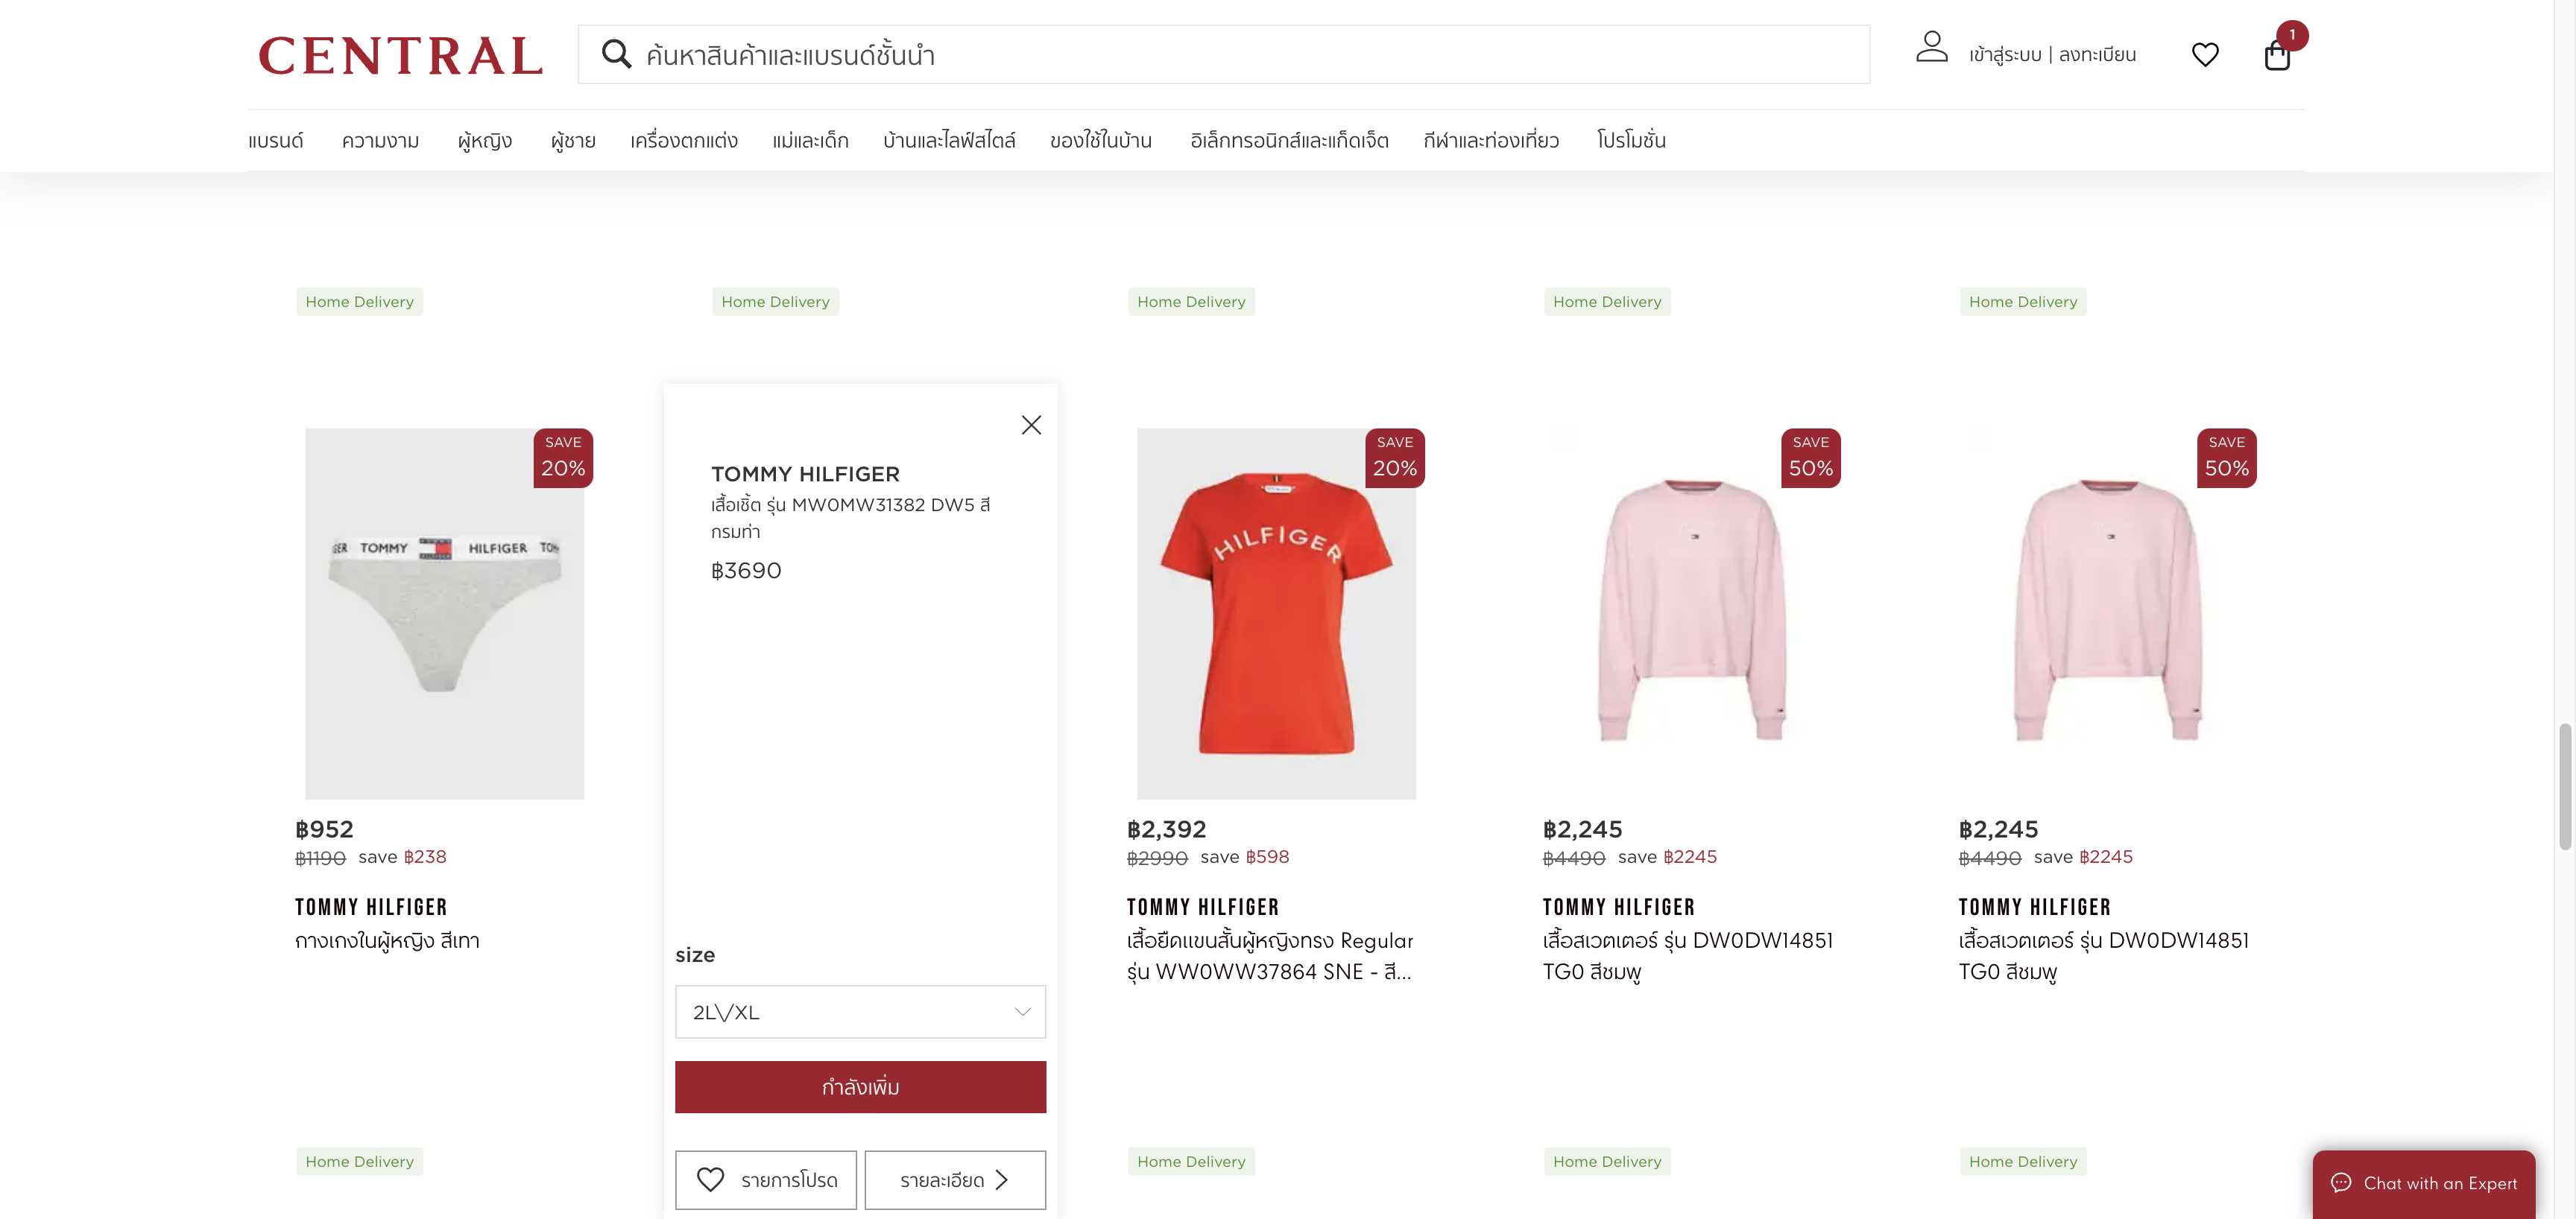 CENTRAL
ค้นหาสินค้าและแบรนด์ชั้นนำ
เข้าสู่ระบบ | ลงทะเบียน
1
แบรนด์ ความงาม ผู้หญิง ผู้ชาย เครื่องตกแต่ง แม่และเด็ก บ้านและไลฟ์สไตล์ ของใช้ในบ้าน อิเล็กทรอนิกส์และแก็ดเจ็ต กีฬาและท่องเที่ยว โปรโมชั่น
Home Delivery
Home Delivery
Home Delivery
Home Delivery
Home Delivery
SAVE
20%
TOMMY HILFIGER
฿952
฿1190 save ฿238
TOMMY HILFIGER
กางเกงในผู้หญิง สีเทา
TOMMY HILFIGER
เสื้อเชิ้ต รุ่น MW0MW31382 DW5 สี
กรมท่า
฿3690
size
2L\/XL
กำลังเพิ่ม
รายการโปรด
รายละเอียด
SAVE
20%
HILFIGER
฿2,392
฿2990 save ฿598
TOMMY HILFIGER
เสื้อยืดแขนสั้นผู้หญิงทรง Regular
รุ่น WW0WW37864 SNE - สี...
SAVE
50%
฿2,245
฿4490 save ฿2245
TOMMY HILFIGER
เสื้อสเวตเตอร์ รุ่น DW0DW14851
TG0 สีชมพู
SAVE
50%
฿2,245
฿4490 save ฿2245
TOMMY HILFIGER
เสื้อสเวตเตอร์ รุ่น DW0DW14851
TG0 สีชมพู
Home Delivery
Home Delivery
Home Delivery
Home Delivery
Chat with an Expert